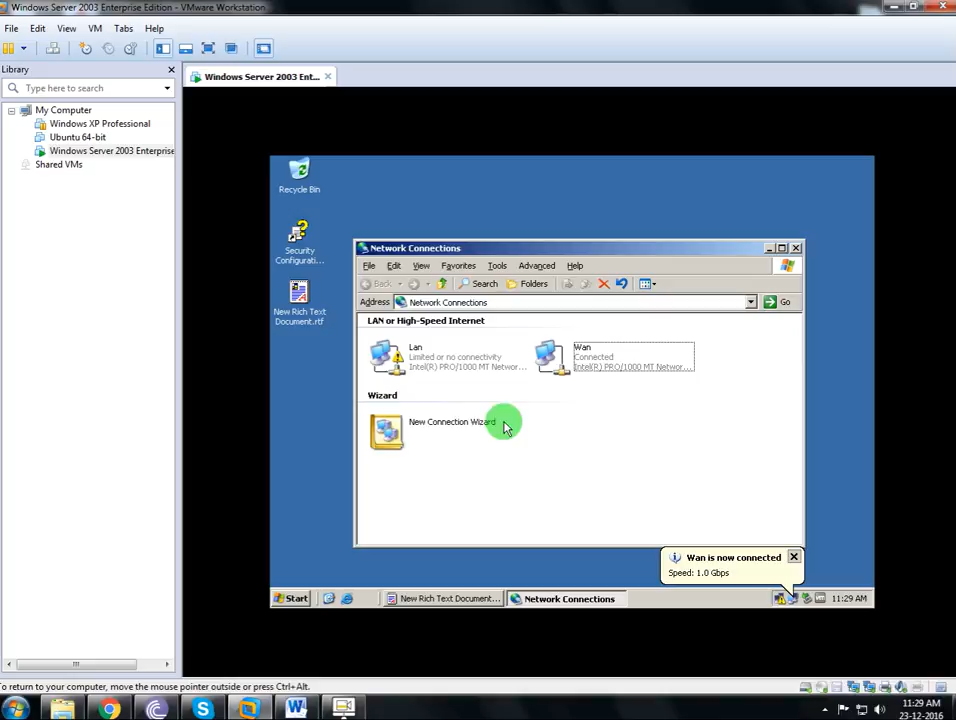 Windows Server 2003 Enterprise Edition - VMware Workstation
File Edit View VM Tabs Help
Library
Type here to search
My Computer
Windows XP Professional
Ubuntu 64-bit
Windows Server 2003 Enterprise
Shared VMs
Windows Server 2003 Ent...
Recycle Bin
Security
Configurati...
New Rich Text
Document.rtf
Network Connections
File Edit View Favorites Tools Advanced Help
Back Search Folders
Address Network Connections Go
LAN or High-Speed Internet
Lan
Limited or no connectivity
Intel(R) PRO/1000 MT Networ...
Wan
Connected
Intel(R) PRO/1000 MT Networ...
Wizard
New Connection Wizard
Wan is now connected
Speed: 1.0 Gbps
Start New Rich Text Document... Network Connections 11:29 AM
To return to your computer, move the mouse pointer outside or press Ctrl+Alt.
11:29 AM
23-12-2016